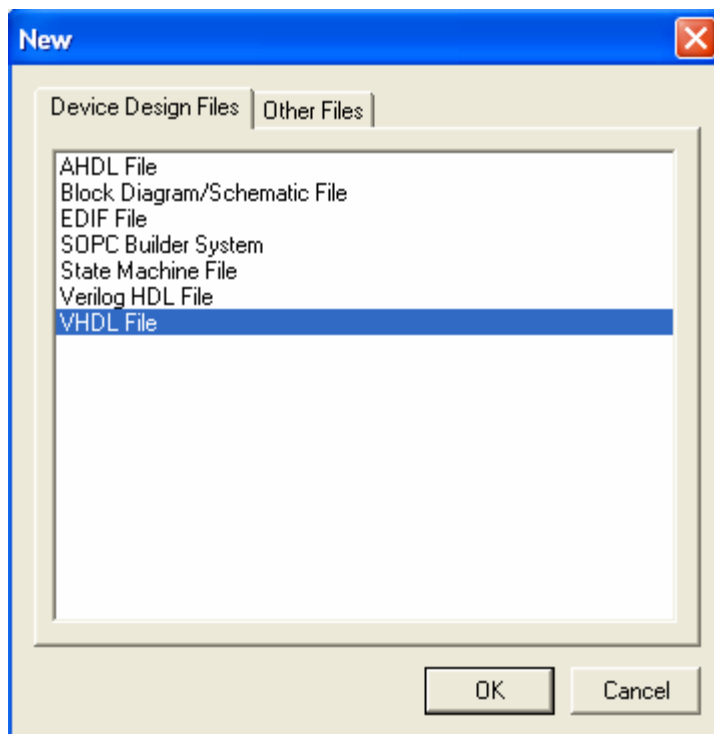 New
Device Design Files Other Files
AHDL File
Block Diagram/Schematic File
EDIF File
SOPC Builder System
State Machine File
Verilog HDL File
VHDL File
OK Cancel